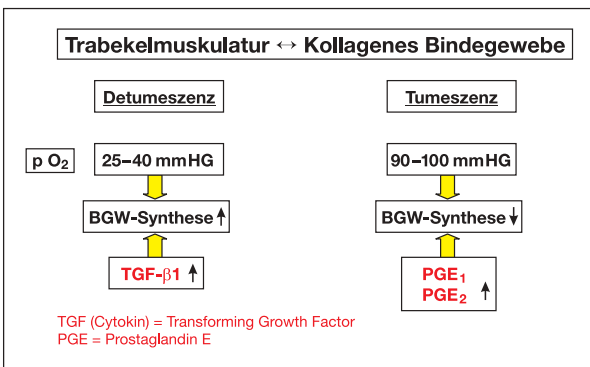 Trabekelmuskulatur ↔ Kollagenes Bindegewebe
Detumeszenz
Tumeszenz
p O₂
25–40 mmHG
90–100 mmHG
BGW-Synthese ↑
BGW-Synthese ↓
TGF-β1 ↑
PGE₁
PGE₂ ↑
TGF (Cytokin) = Transforming Growth Factor
PGE = Prostaglandin E